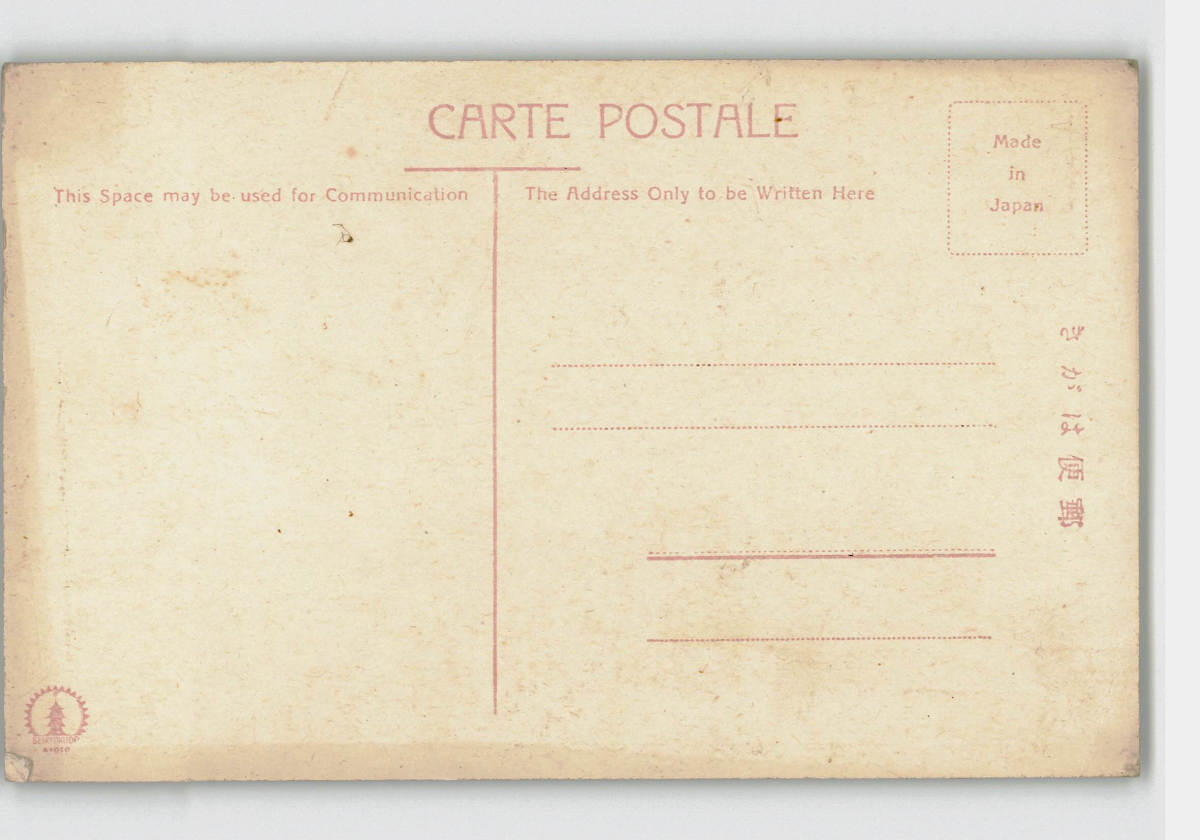 CARTE POSTALE
This Space may be used for Communication
The Address Only to be Written Here
Made
in
Japan
きがは便郵
KYOTO